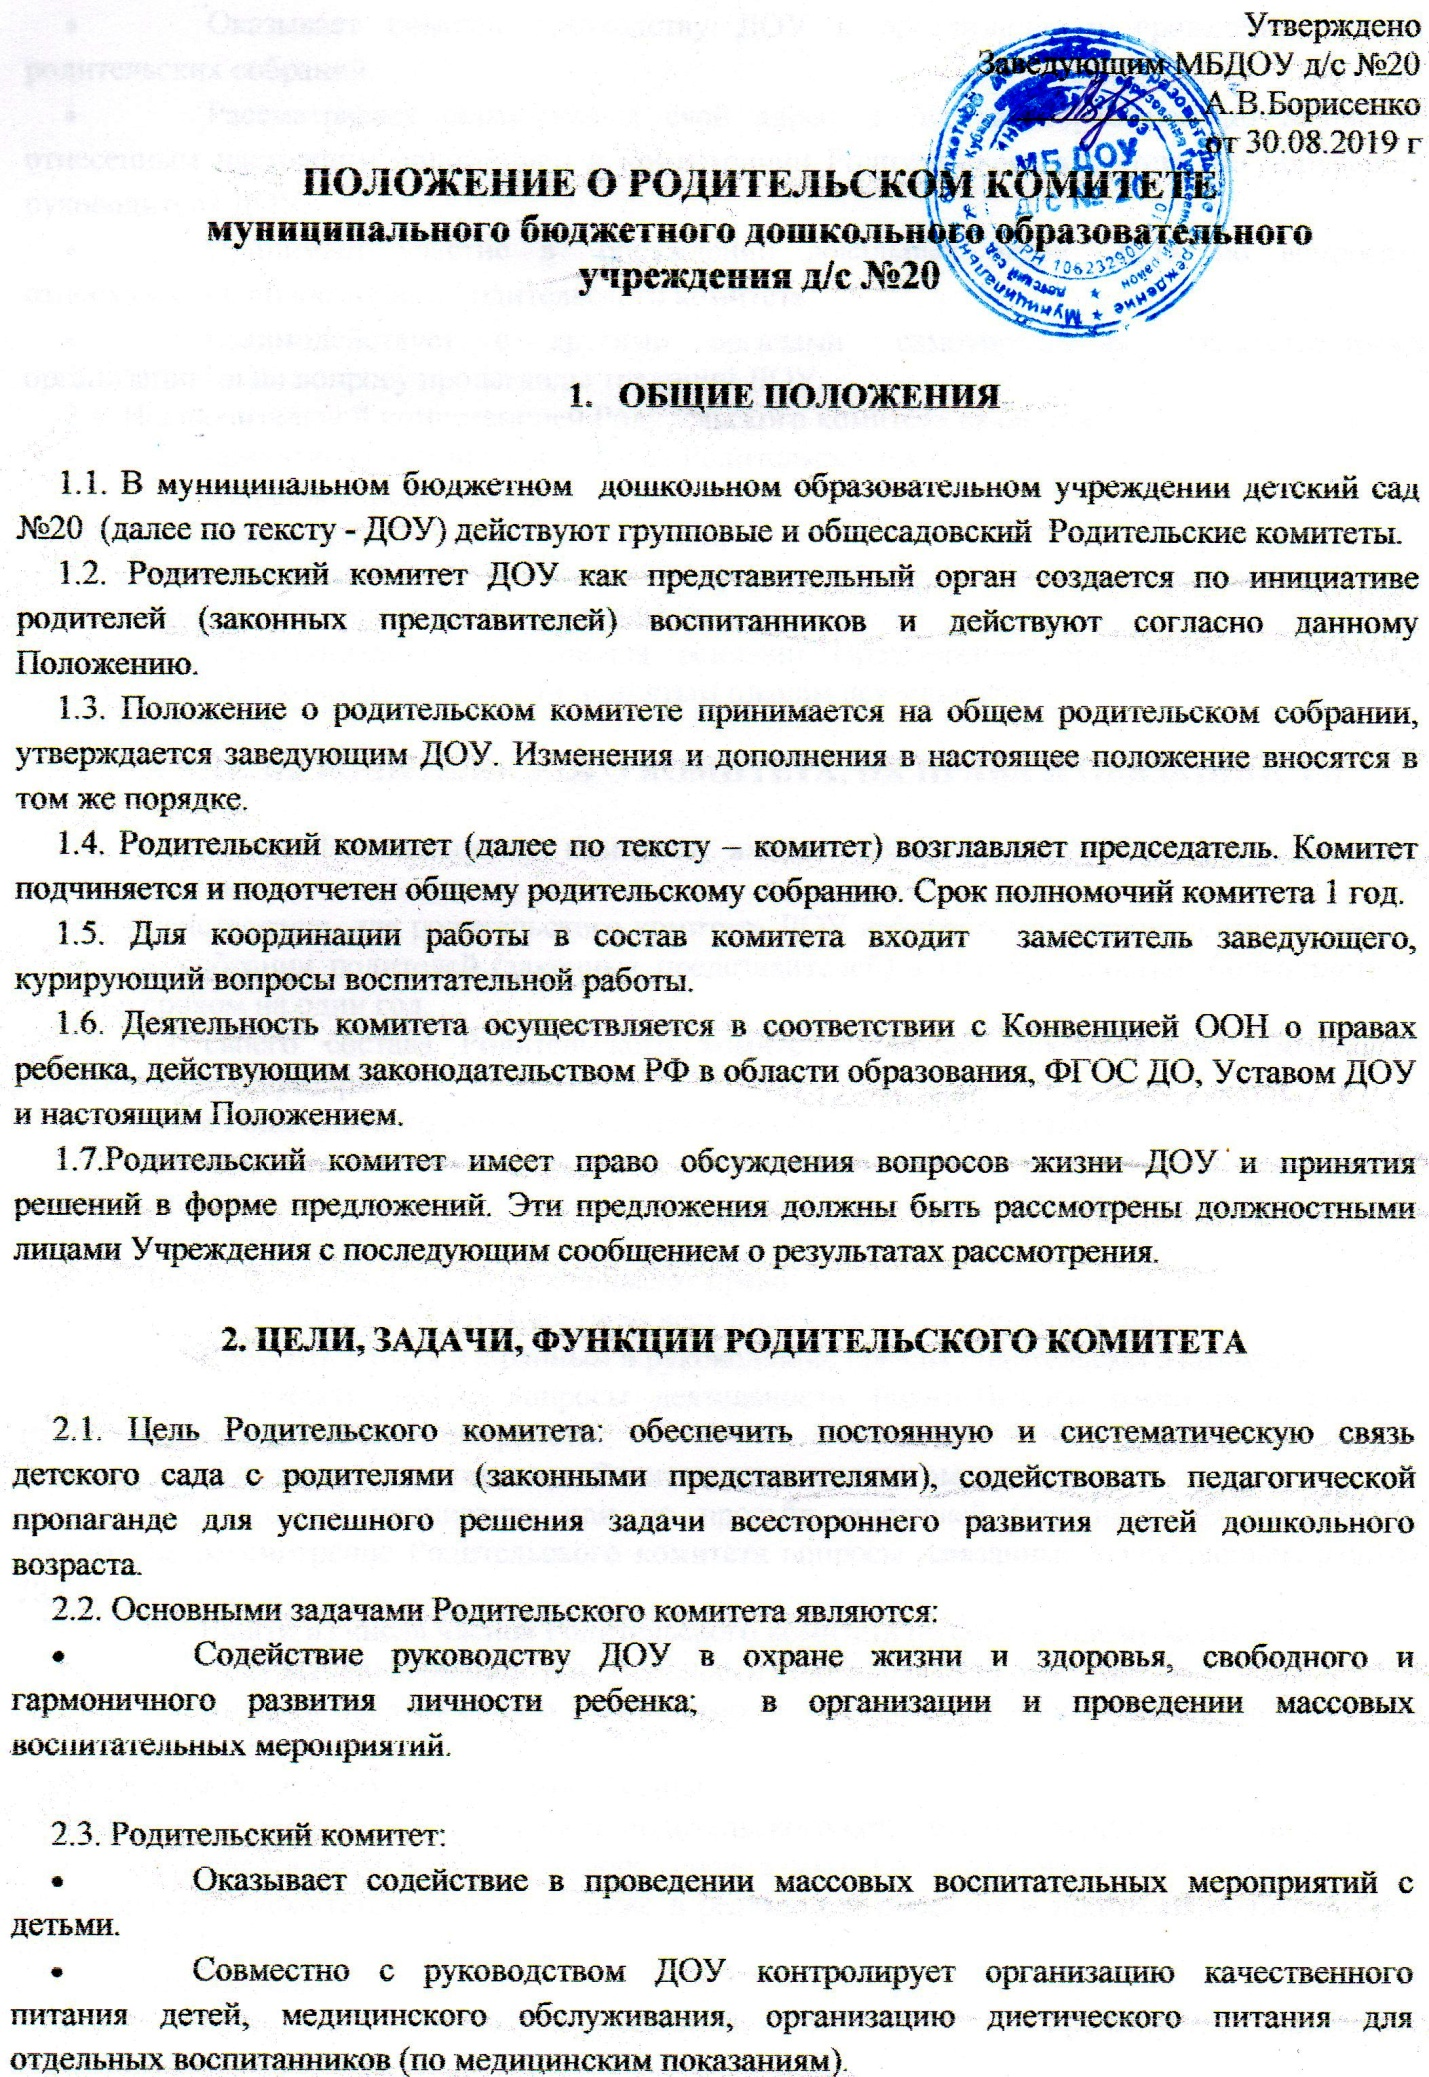 Утверждено
Заведующим МБДОУ д/с №20
А.В.Борисенко
от 30.08.2019 г
МБ ДОУ
д/с № 20
ПОЛОЖЕНИЕ О РОДИТЕЛЬСКОМ КОМИТЕТЕ
муниципального бюджетного дошкольного образовательного
учреждения д/с №20
1. ОБЩИЕ ПОЛОЖЕНИЯ
1.1. В муниципальном бюджетном дошкольном образовательном учреждении детский сад
№20 (далее по тексту - ДОУ) действуют групповые и общесадовский Родительские комитеты.
1.2. Родительский комитет ДОУ как представительный орган создается по инициативе
родителей (законных представителей) воспитанников и действуют согласно данному
Положению.
1.3. Положение о родительском комитете принимается на общем родительском собрании,
утверждается заведующим ДОУ. Изменения и дополнения в настоящее положение вносятся в
том же порядке.
1.4. Родительский комитет (далее по тексту – комитет) возглавляет председатель. Комитет
подчиняется и подотчетен общему родительскому собранию. Срок полномочий комитета 1 год.
1.5. Для координации работы в состав комитета входит заместитель заведующего,
курирующий вопросы воспитательной работы.
1.6. Деятельность комитета осуществляется в соответствии с Конвенцией ООН о правах
ребенка, действующим законодательством РФ в области образования, ФГОС ДО, Уставом ДОУ
и настоящим Положением.
1.7.Родительский комитет имеет право обсуждения вопросов жизни ДОУ и принятия
решений в форме предложений. Эти предложения должны быть рассмотрены должностными
лицами Учреждения с последующим сообщением о результатах рассмотрения.
2. ЦЕЛИ, ЗАДАЧИ, ФУНКЦИИ РОДИТЕЛЬСКОГО КОМИТЕТА
2.1. Цель Родительского комитета: обеспечить постоянную и систематическую связь
детского сада с родителями (законными представителями), содействовать педагогической
пропаганде для успешного решения задачи всестороннего развития детей дошкольного
возраста.
2.2. Основными задачами Родительского комитета являются:
• Содействие руководству ДОУ в охране жизни и здоровья, свободного и
гармоничного развития личности ребенка; в организации и проведении массовых
воспитательных мероприятий.
2.3. Родительский комитет:
• Оказывает содействие в проведении массовых воспитательных мероприятий с
детьми.
• Совместно с руководством ДОУ контролирует организацию качественного
питания детей, медицинского обслуживания, организацию диетического питания для
отдельных воспитанников (по медицинским показаниям).